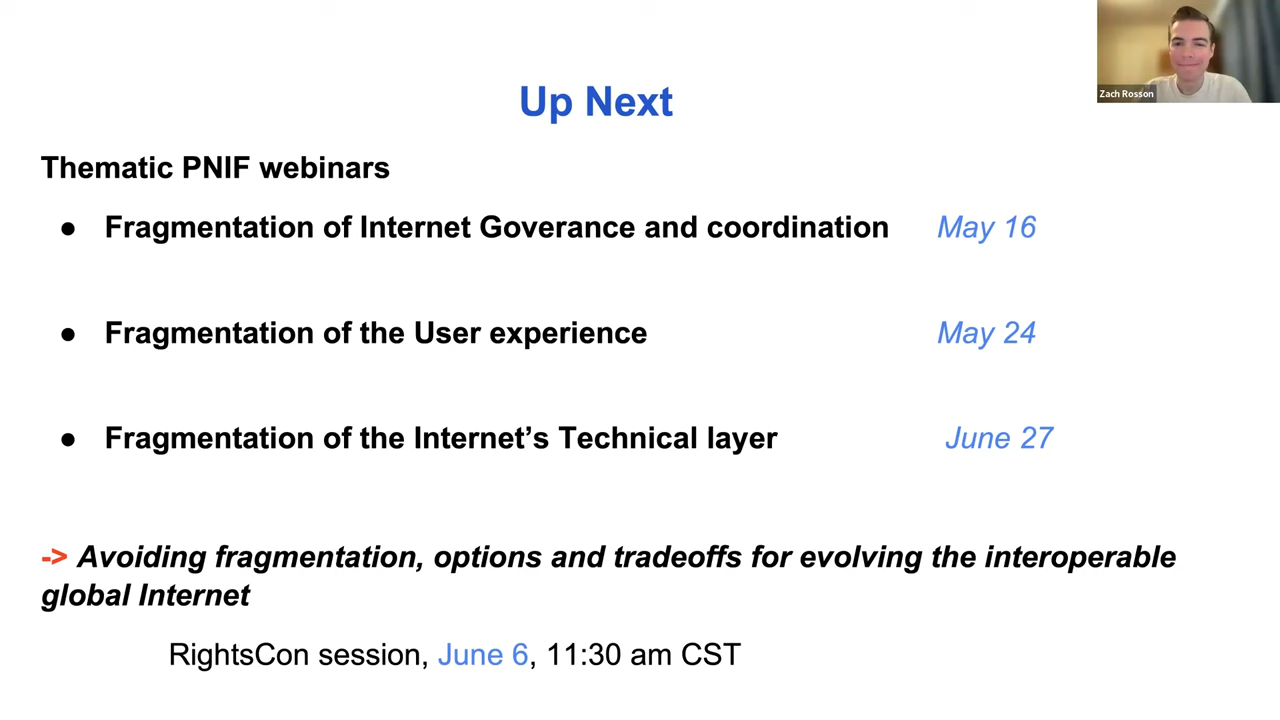 Zach Rosson
Up Next
Thematic PNIF webinars
● Fragmentation of Internet Goverance and coordination May 16
● Fragmentation of the User experience May 24
● Fragmentation of the Internet’s Technical layer June 27
-> Avoiding fragmentation, options and tradeoffs for evolving the interoperable
global Internet
RightsCon session, June 6, 11:30 am CST